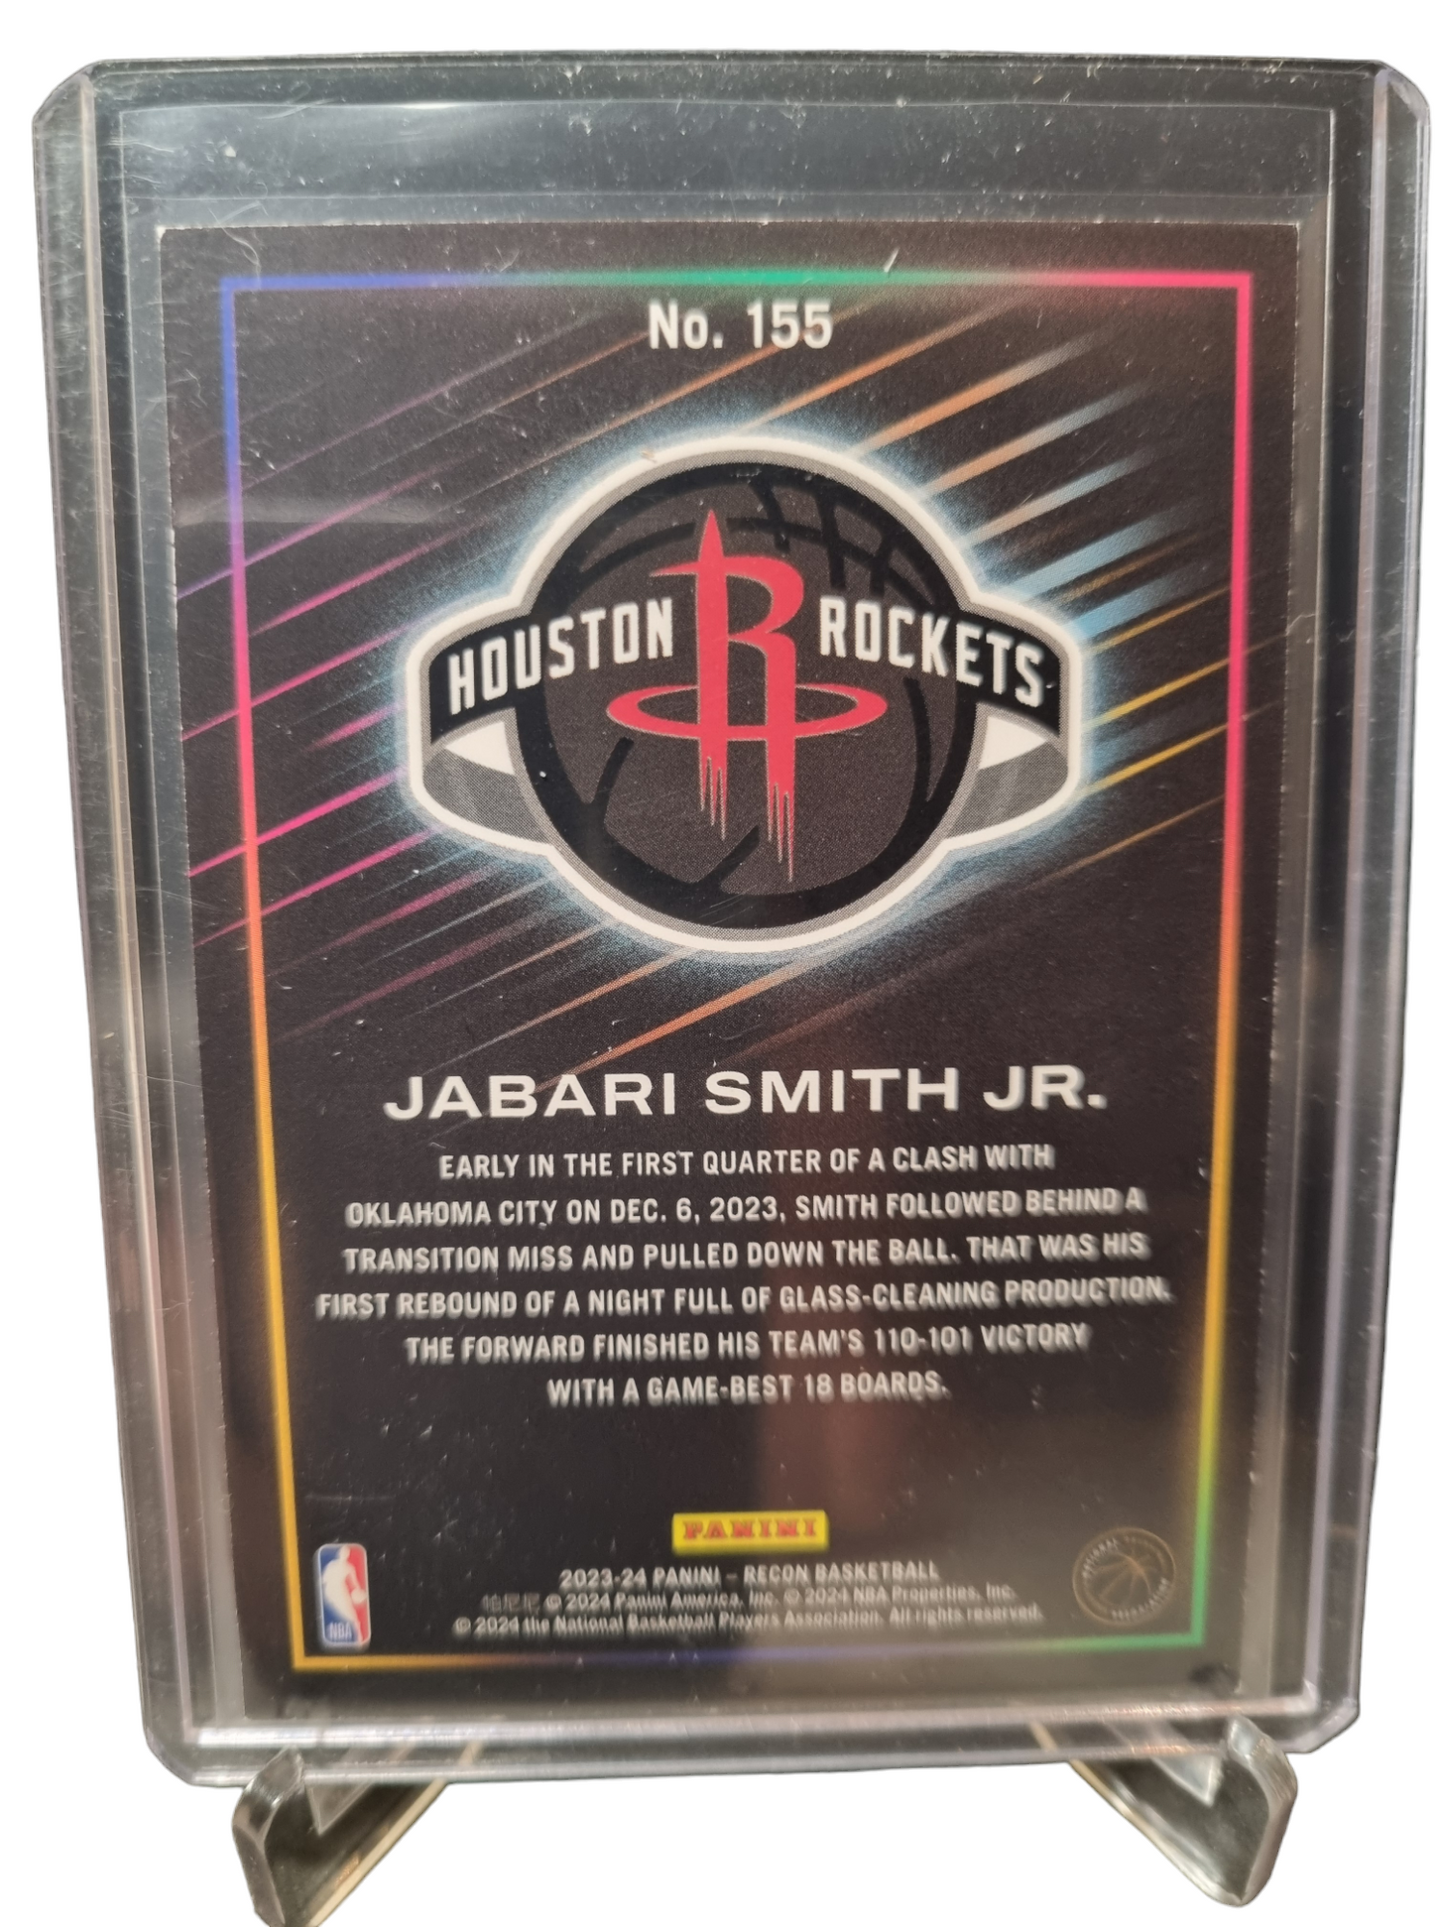 No. 155
HOUSTON ROCKETS
JABARI SMITH JR.
EARLY IN THE FIRST QUARTER OF A CLASH WITH
OKLAHOMA CITY ON DEC. 6, 2023, SMITH FOLLOWED BEHIND A
TRANSITION MISS AND PULLED DOWN THE BALL. THAT WAS HIS
FIRST REBOUND OF A NIGHT FULL OF GLASS-CLEANING PRODUCTION.
THE FORWARD FINISHED HIS TEAM'S 110-101 VICTORY
WITH A GAME-BEST 18 BOARDS.
PANINI
2023-24 PANINI – RECON BASKETBALL
© 2024 Panini America, Inc. © 2024 NBA Properties, Inc.
© 2024 the National Basketball Players Association. All rights reserved.
NBA